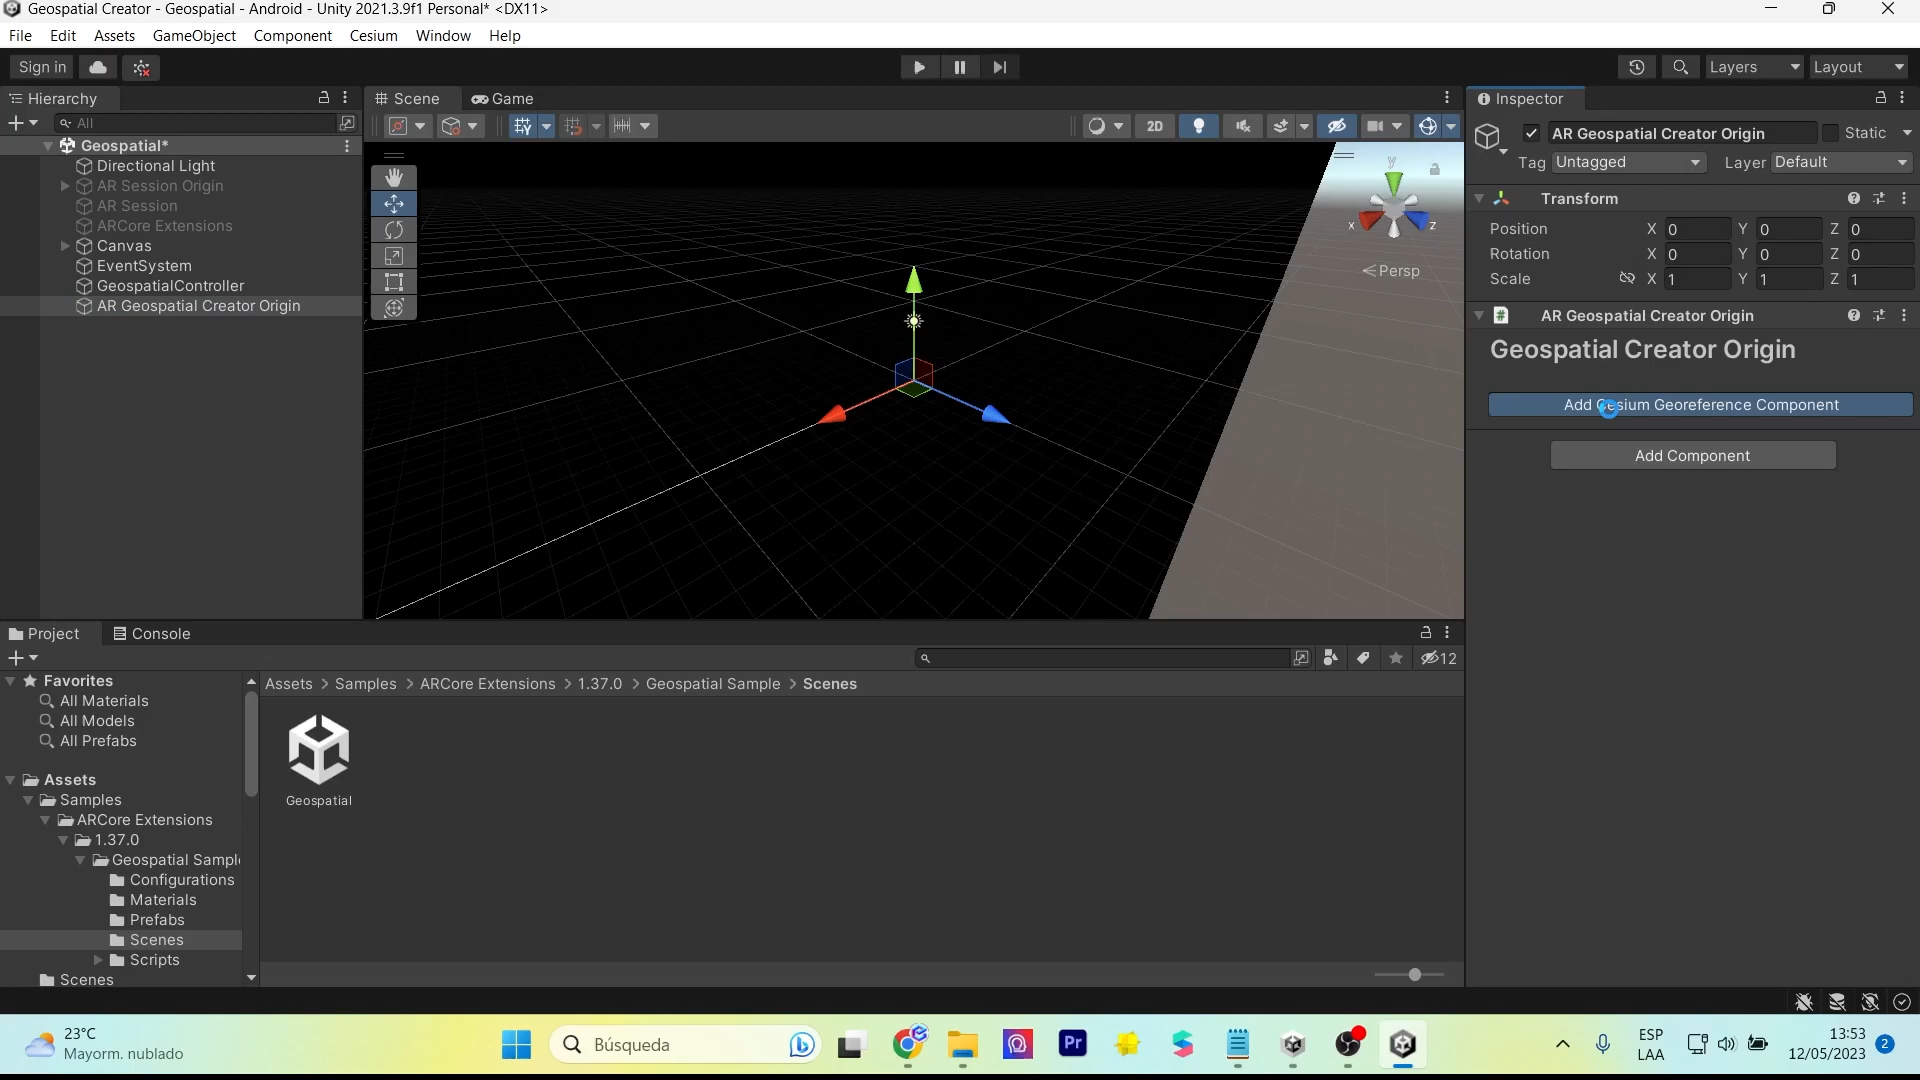 Geospatial Creator - Geospatial - Android - Unity 2021.3.9f1 Personal* <DX11>
File Edit Assets GameObject Component Cesium Window Help
Sign in Layers Layout
Hierarchy
All
Geospatial*
Directional Light
AR Session Origin
AR Session
ARCore Extensions
Canvas
EventSystem
GeospatialController
AR Geospatial Creator Origin
Scene Game
2D
y
x z
Persp
Inspector
AR Geospatial Creator Origin Static
Tag Untagged Layer Default
Transform
Position X 0 Y 0 Z 0
Rotation X 0 Y 0 Z 0
Scale X 1 Y 1 Z 1
# AR Geospatial Creator Origin
Geospatial Creator Origin
Add Cesium Georeference Component
Add Component
Project Console
12
Favorites
All Materials
All Models
All Prefabs
Assets
Samples
ARCore Extensions
1.37.0
Geospatial Sampl
Configurations
Materials
Prefabs
Scenes
Scripts
Scenes
Assets > Samples > ARCore Extensions > 1.37.0 > Geospatial Sample > Scenes
Geospatial
23°C
Mayorm. nublado
Búsqueda
Pr
ESP
LAA
13:53
12/05/2023
2